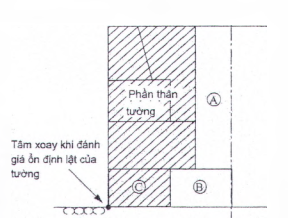 Phần thân
tường
A
Tâm xoay khi đánh
giá ổn định lật của
tường
C
B